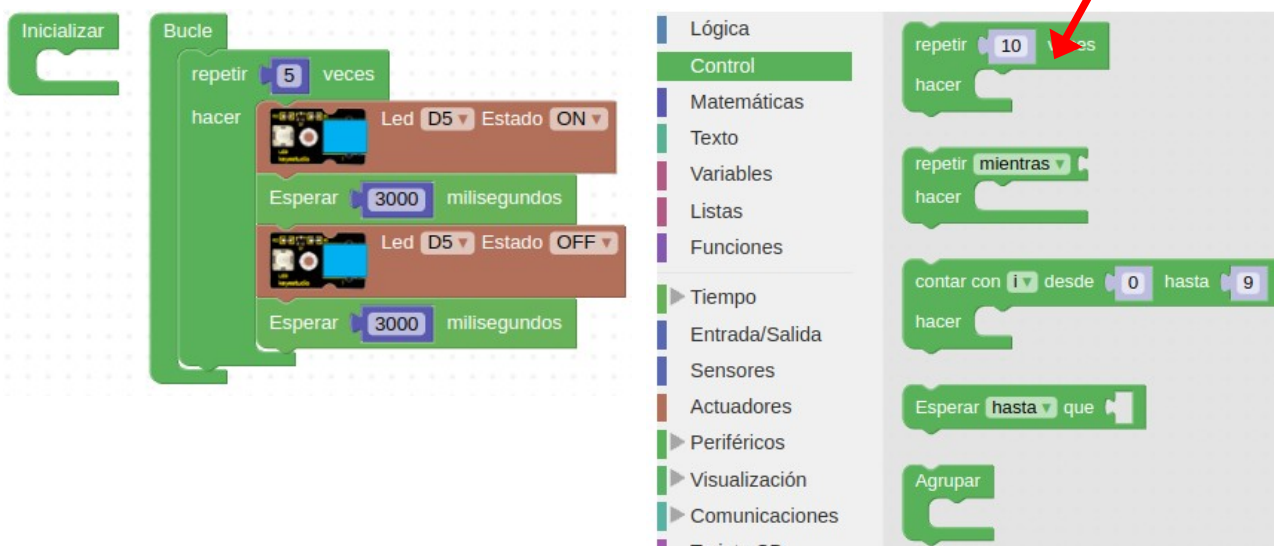 Inicializar
Bucle
repetir 5 veces
hacer
Led D5 Estado ON
Esperar 3000 milisegundos
Led D5 Estado OFF
Esperar 3000 milisegundos
Lógica
Control
Matemáticas
Texto
Variables
Listas
Funciones
Tiempo
Entrada/Salida
Sensores
Actuadores
Periféricos
Visualización
Comunicaciones
repetir 10 veces
hacer
repetir mientras
hacer
contar con i desde 0 hasta 9
hacer
Esperar hasta que
Agrupar